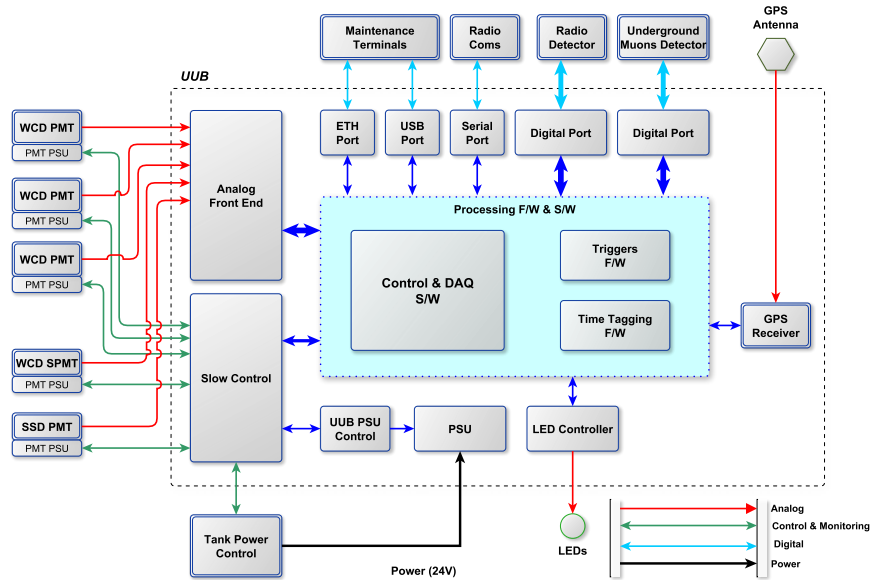 Maintenance
Terminals
Radio
Coms
Radio
Detector
Underground
Muons Detector
GPS
Antenna
UUB
WCD PMT
PMT PSU
WCD PMT
PMT PSU
WCD PMT
PMT PSU
WCD SPMT
PMT PSU
SSD PMT
PMT PSU
Analog
Front End
ETH
Port
USB
Port
Serial
Port
Digital Port
Digital Port
Processing F/W & S/W
Control & DAQ
S/W
Triggers
F/W
Time Tagging
F/W
GPS
Receiver
Slow Control
UUB PSU
Control
PSU
LED Controller
Tank Power
Control
Power (24V)
LEDs
Analog
Control & Monitoring
Digital
Power